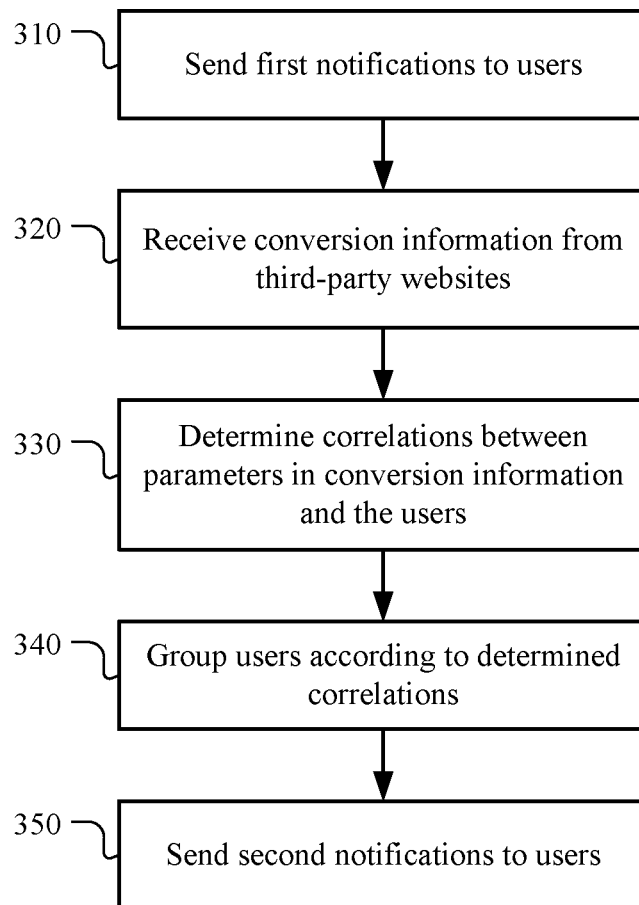 310
Send first notifications to users
320
Receive conversion information from
third-party websites
330
Determine correlations between
parameters in conversion information
and the users
340
Group users according to determined
correlations
350
Send second notifications to users